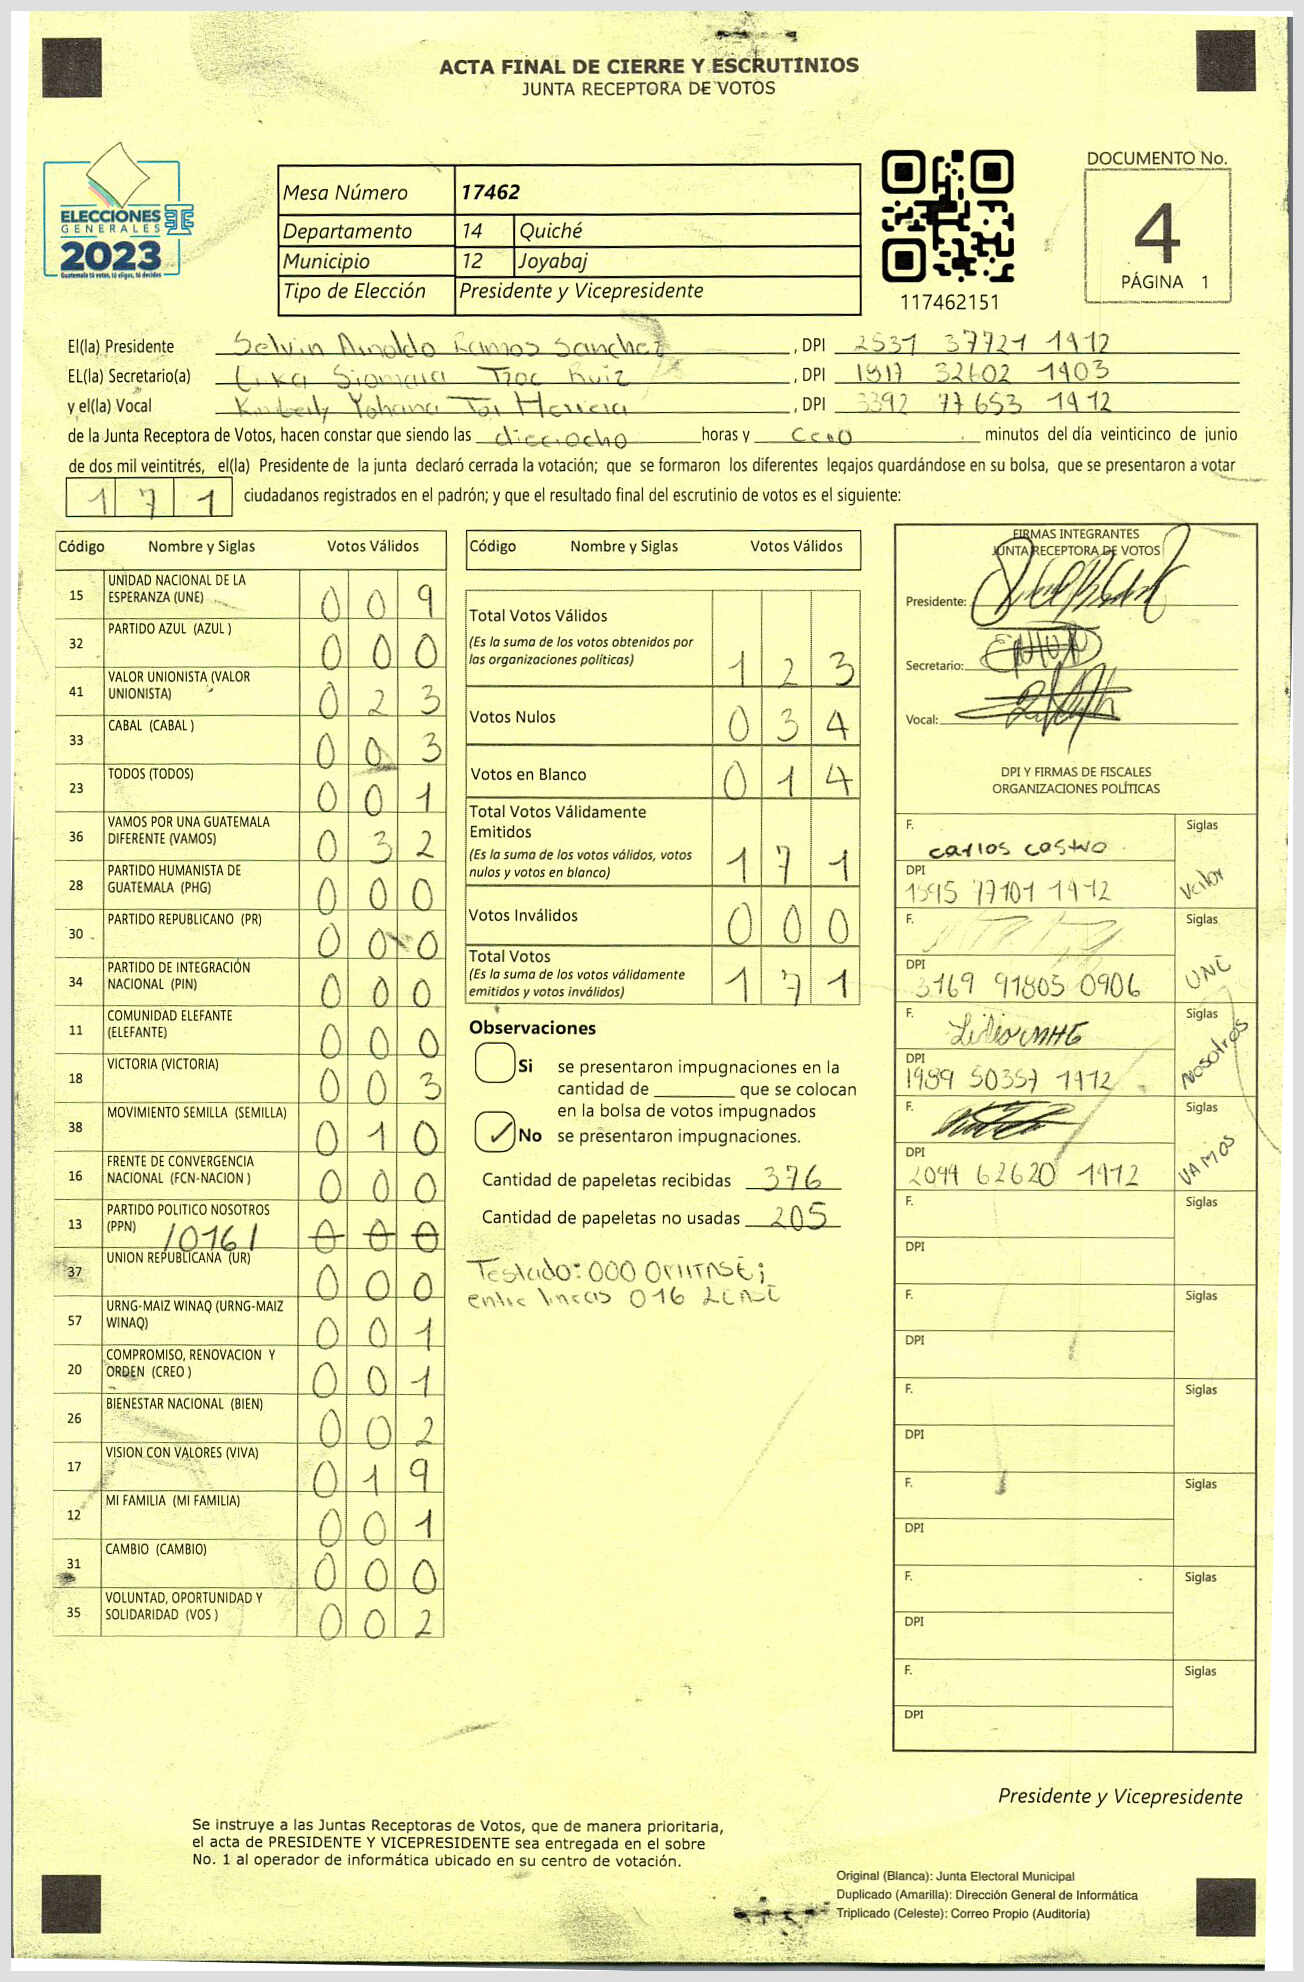 ACTA FINAL DE CIERRE Y ESCRUTINIOS
JUNTA RECEPTORA DE VOTOS
ELECCIONES
GENERALES
2023
Guatemala tú votas, tú eliges, tú decides
Mesa Número 17462
Departamento 14 Quiché
Municipio 12 Joyabaj
Tipo de Elección Presidente y Vicepresidente
117462151
DOCUMENTO No.
4
PÁGINA 1
El(la) Presidente Selvin Arnoldo Ramos Sanchez, DPI 2531 37721 1412
EL(la) Secretario(a) Siomara Ruiz, DPI 1917 32602 1403
y el(la) Vocal Kimberly Yohana Herrera, DPI 3392 77653 1412
de la Junta Receptora de Votos, hacen constar que siendo las dieciocho horas y cero minutos del día veinticinco de junio
de dos mil veintitrés, el(la) Presidente de la junta declaró cerrada la votación; que se formaron los diferentes legajos guardándose en su bolsa, que se presentaron a votar
1 7 1 ciudadanos registrados en el padrón; y que el resultado final del escrutinio de votos es el siguiente:
Código Nombre y Siglas Votos Válidos
15 UNIDAD NACIONAL DE LA
ESPERANZA (UNE) 0 0 9
32 PARTIDO AZUL (AZUL ) 0 0 0
41 VALOR UNIONISTA (VALOR
UNIONISTA) 0 2 3
33 CABAL (CABAL ) 0 0 3
23 TODOS (TODOS) 0 0 1
36 VAMOS POR UNA GUATEMALA
DIFERENTE (VAMOS) 0 3 2
28 PARTIDO HUMANISTA DE
GUATEMALA (PHG) 0 0 0
30 PARTIDO REPUBLICANO (PR) 0 0 0
34 PARTIDO DE INTEGRACIÓN
NACIONAL (PIN) 0 0 0
11 COMUNIDAD ELEFANTE
(ELEFANTE) 0 0 0
18 VICTORIA (VICTORIA) 0 0 3
38 MOVIMIENTO SEMILLA (SEMILLA) 0 1 0
16 FRENTE DE CONVERGENCIA
NACIONAL (FCN-NACION ) 0 0 0
13 PARTIDO POLITICO NOSOTROS
(PPN) /016/ 0 0 0
37 UNION REPUBLICANA (UR) 0 0 0
57 URNG-MAIZ WINAQ (URNG-MAIZ
WINAQ) 0 0 1
20 COMPROMISO, RENOVACION Y
ORDEN (CREO ) 0 0 1
26 BIENESTAR NACIONAL (BIEN) 0 0 2
17 VISION CON VALORES (VIVA) 0 1 9
12 MI FAMILIA (MI FAMILIA) 0 0 1
31 CAMBIO (CAMBIO) 0 0 0
35 VOLUNTAD, OPORTUNIDAD Y
SOLIDARIDAD (VOS ) 0 0 2
Código Nombre y Siglas Votos Válidos
Total Votos Válidos
(Es la suma de los votos obtenidos por
las organizaciones políticas) 1 2 3
Votos Nulos 0 3 4
Votos en Blanco 0 1 4
Total Votos Válidamente
Emitidos
(Es la suma de los votos válidos, votos
nulos y votos en blanco) 1 7 1
Votos Inválidos 0 0 0
Total Votos
(Es la suma de los votos válidamente
emitidos y votos inválidos) 1 7 1
Observaciones
Si se presentaron impugnaciones en la
cantidad de ________ que se colocan
en la bolsa de votos impugnados
No se presentaron impugnaciones.
Cantidad de papeletas recibidas 376
Cantidad de papeletas no usadas 205
Testado: 000 OMITASE;
entre lineas 016 LEASE
FIRMAS INTEGRANTES
JUNTA RECEPTORA DE VOTOS
Presidente:
Secretario:
Vocal:
DPI Y FIRMAS DE FISCALES
ORGANIZACIONES POLÍTICAS
F. carlos castro Siglas
DPI 1595 77101 1412 Valor
F. Siglas
DPI 3169 91805 0906 UNE
F. Siglas
DPI 1989 50357 1412 Nosotros
F. Siglas
DPI 2099 62620 1412 VAMOS
F. Siglas
DPI
F. Siglas
DPI
F. Siglas
DPI
F. Siglas
DPI
F. Siglas
DPI
F. Siglas
DPI
Presidente y Vicepresidente
Se instruye a las Juntas Receptoras de Votos, que de manera prioritaria,
el acta de PRESIDENTE Y VICEPRESIDENTE sea entregada en el sobre
No. 1 al operador de informática ubicado en su centro de votación.
Original (Blanca): Junta Electoral Municipal
Duplicado (Amarilla): Dirección General de Informática
Triplicado (Celeste): Correo Propio (Auditoría)